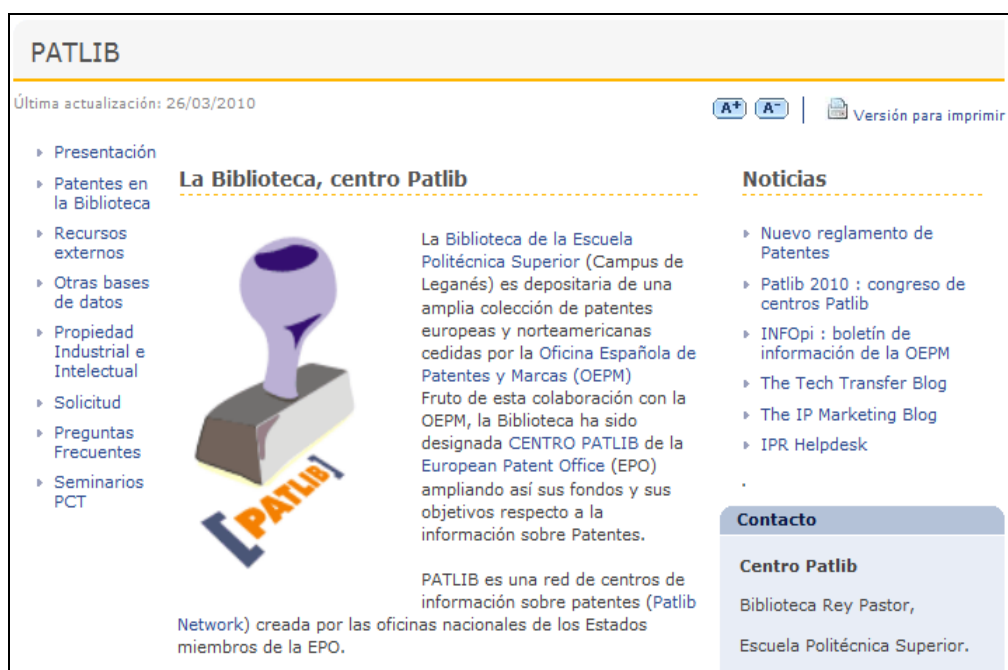 PATLIB
Última actualización: 26/03/2010
A+ A- Versión para imprimir
Presentación
Patentes en
la Biblioteca
Recursos
externos
Otras bases
de datos
Propiedad
Industrial e
Intelectual
Solicitud
Preguntas
Frecuentes
Seminarios
PCT
La Biblioteca, centro Patlib
[PATLIB]
La Biblioteca de la Escuela
Politécnica Superior (Campus de
Leganés) es depositaria de una
amplia colección de patentes
europeas y norteamericanas
cedidas por la Oficina Española de
Patentes y Marcas (OEPM)
Fruto de esta colaboración con la
OEPM, la Biblioteca ha sido
designada CENTRO PATLIB de la
European Patent Office (EPO)
ampliando así sus fondos y sus
objetivos respecto a la
información sobre Patentes.
PATLIB es una red de centros de
información sobre patentes (Patlib
Network) creada por las oficinas nacionales de los Estados
miembros de la EPO.
Noticias
Nuevo reglamento de
Patentes
Patlib 2010 : congreso de
centros Patlib
INFOpi : boletín de
información de la OEPM
The Tech Transfer Blog
The IP Marketing Blog
IPR Helpdesk
.
Contacto
Centro Patlib
Biblioteca Rey Pastor,
Escuela Politécnica Superior.